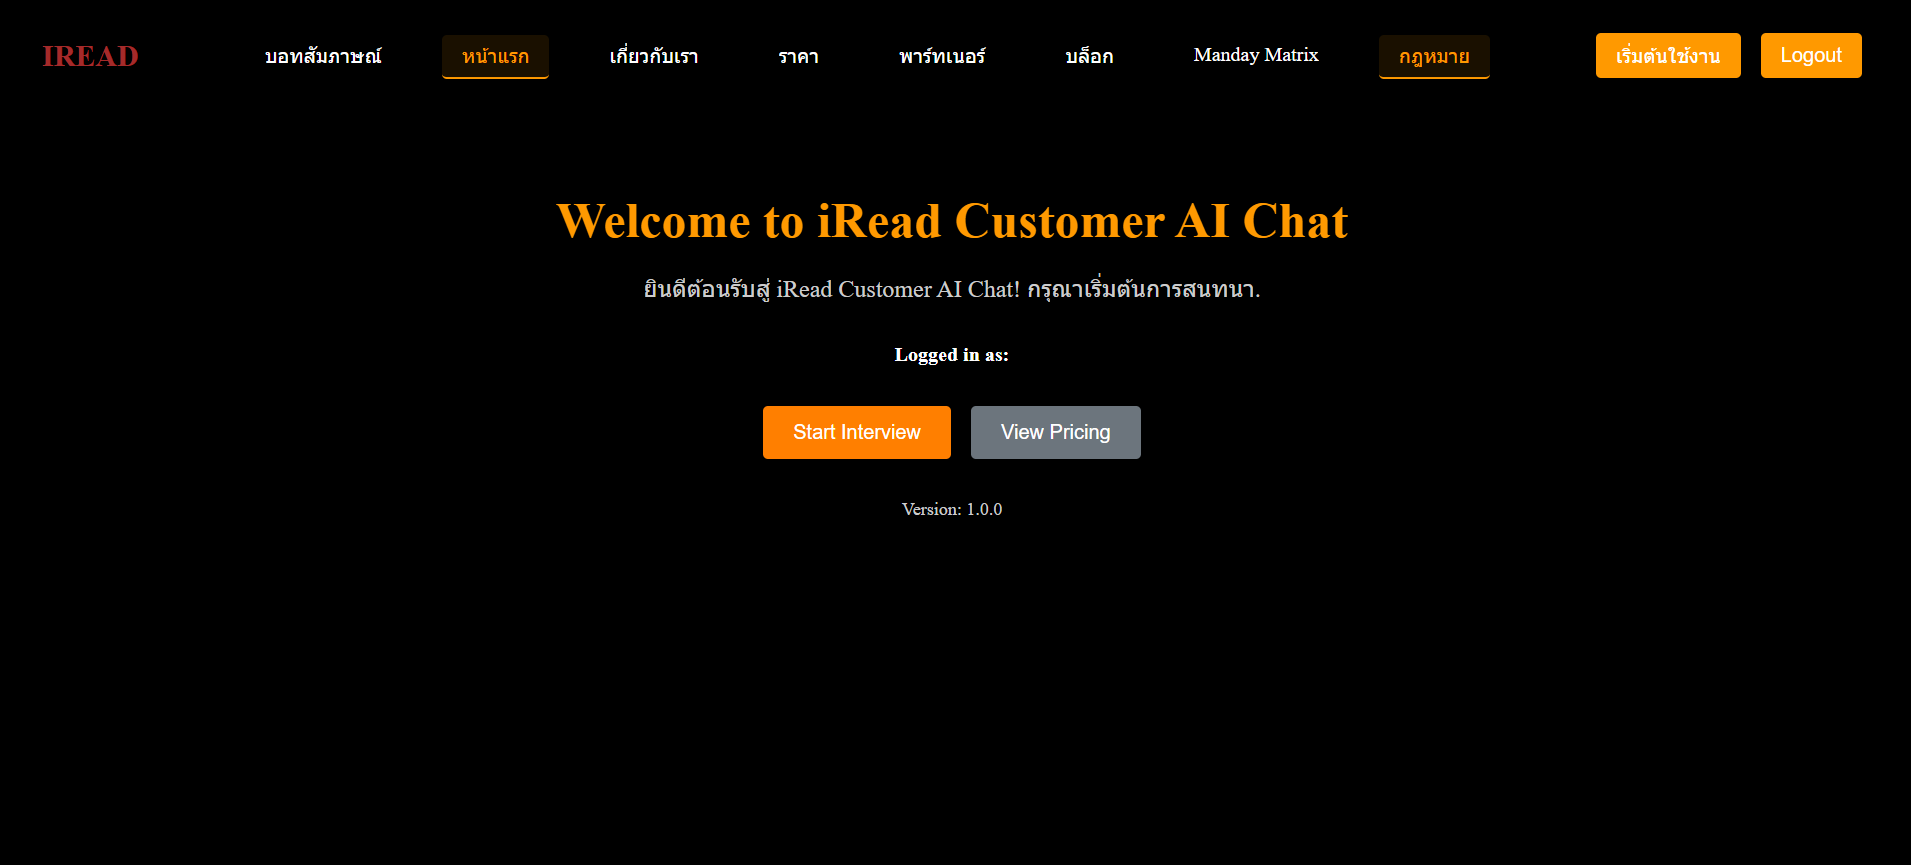 IREAD บอทสัมภาษณ์ หน้าแรก เกี่ยวกับเรา ราคา พาร์ทเนอร์ บล็อก Manday Matrix กฎหมาย เริ่มต้นใช้งาน Logout
Welcome to iRead Customer AI Chat
ยินดีต้อนรับสู่ iRead Customer AI Chat! กรุณาเริ่มต้นการสนทนา.
Logged in as:
Start Interview View Pricing
Version: 1.0.0